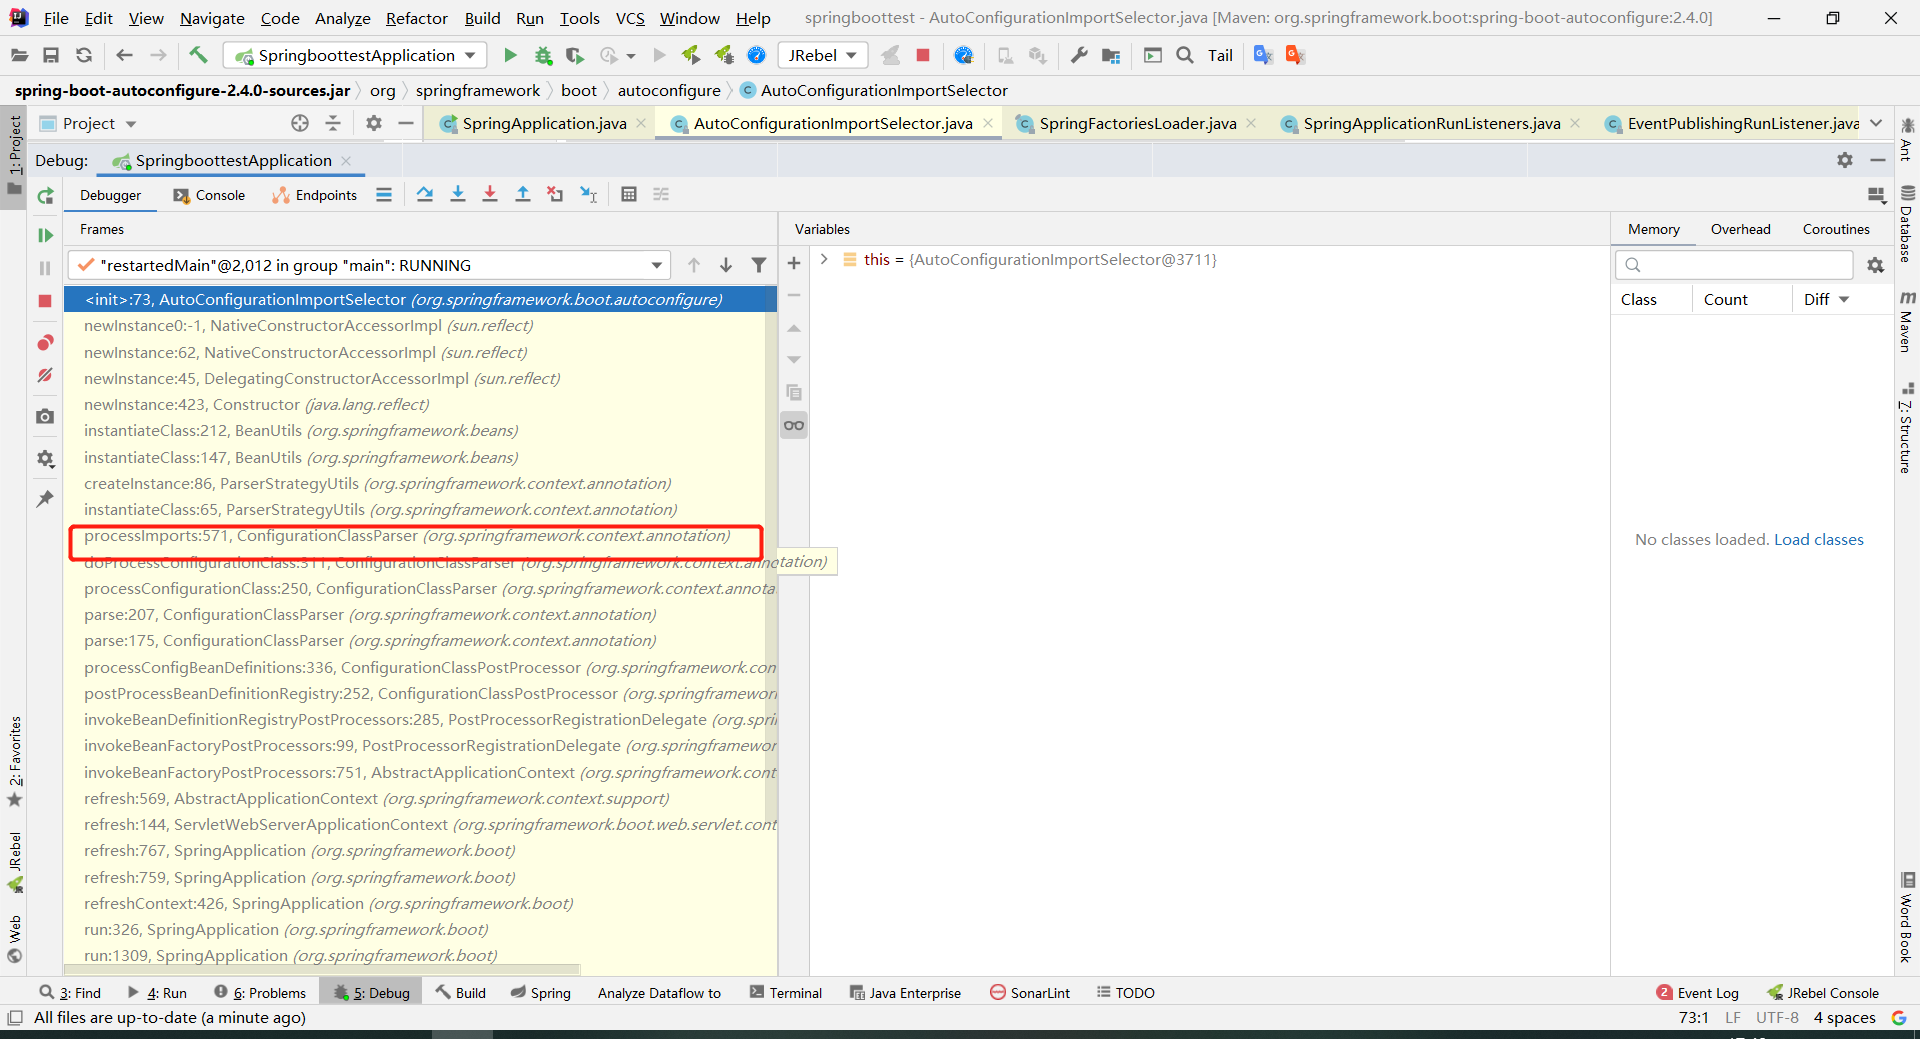 File Edit View Navigate Code Analyze Refactor Build Run Tools VCS Window Help springboottest - AutoConfigurationImportSelector.java [Maven: org.springframework.boot:spring-boot-autoconfigure:2.4.0]
SpringboottestApplication JRebel Tail
spring-boot-autoconfigure-2.4.0-sources.jar org springframework boot autoconfigure AutoConfigurationImportSelector
Project SpringApplication.java AutoConfigurationImportSelector.java SpringFactoriesLoader.java SpringApplicationRunListeners.java EventPublishingRunListener.java
Debug: SpringboottestApplication
Debugger Console Endpoints
Frames Variables Memory Overhead Coroutines
"restartedMain"@2,012 in group "main": RUNNING
this = {AutoConfigurationImportSelector@3711}
Class Count Diff
<init>:73, AutoConfigurationImportSelector (org.springframework.boot.autoconfigure)
newInstance0:-1, NativeConstructorAccessorImpl (sun.reflect)
newInstance:62, NativeConstructorAccessorImpl (sun.reflect)
newInstance:45, DelegatingConstructorAccessorImpl (sun.reflect)
newInstance:423, Constructor (java.lang.reflect)
instantiateClass:212, BeanUtils (org.springframework.beans)
instantiateClass:147, BeanUtils (org.springframework.beans)
createInstance:86, ParserStrategyUtils (org.springframework.context.annotation)
instantiateClass:65, ParserStrategyUtils (org.springframework.context.annotation)
processImports:571, ConfigurationClassParser (org.springframework.context.annotation)
doProcessConfigurationClass:311, ConfigurationClassParser (org.springframework.context.annotation)
processConfigurationClass:250, ConfigurationClassParser (org.springframework.context.annota
parse:207, ConfigurationClassParser (org.springframework.context.annotation)
parse:175, ConfigurationClassParser (org.springframework.context.annotation)
processConfigBeanDefinitions:336, ConfigurationClassPostProcessor (org.springframework.con
postProcessBeanDefinitionRegistry:252, ConfigurationClassPostProcessor (org.springframework
invokeBeanDefinitionRegistryPostProcessors:285, PostProcessorRegistrationDelegate (org.spri
invokeBeanFactoryPostProcessors:99, PostProcessorRegistrationDelegate (org.springframewor
invokeBeanFactoryPostProcessors:751, AbstractApplicationContext (org.springframework.cont
refresh:569, AbstractApplicationContext (org.springframework.context.support)
refresh:144, ServletWebServerApplicationContext (org.springframework.boot.web.servlet.cont
refresh:767, SpringApplication (org.springframework.boot)
refresh:759, SpringApplication (org.springframework.boot)
refreshContext:426, SpringApplication (org.springframework.boot)
run:326, SpringApplication (org.springframework.boot)
run:1309, SpringApplication (org.springframework.boot)
No classes loaded. Load classes
1: Project
2: Favorites
JRebel
Web
Ant
Database
Maven
7: Structure
Word Book
3: Find 4: Run 6: Problems 5: Debug Build Spring Analyze Dataflow to Terminal Java Enterprise SonarLint TODO 2 Event Log JRebel Console
All files are up-to-date (a minute ago) 73:1 LF UTF-8 4 spaces